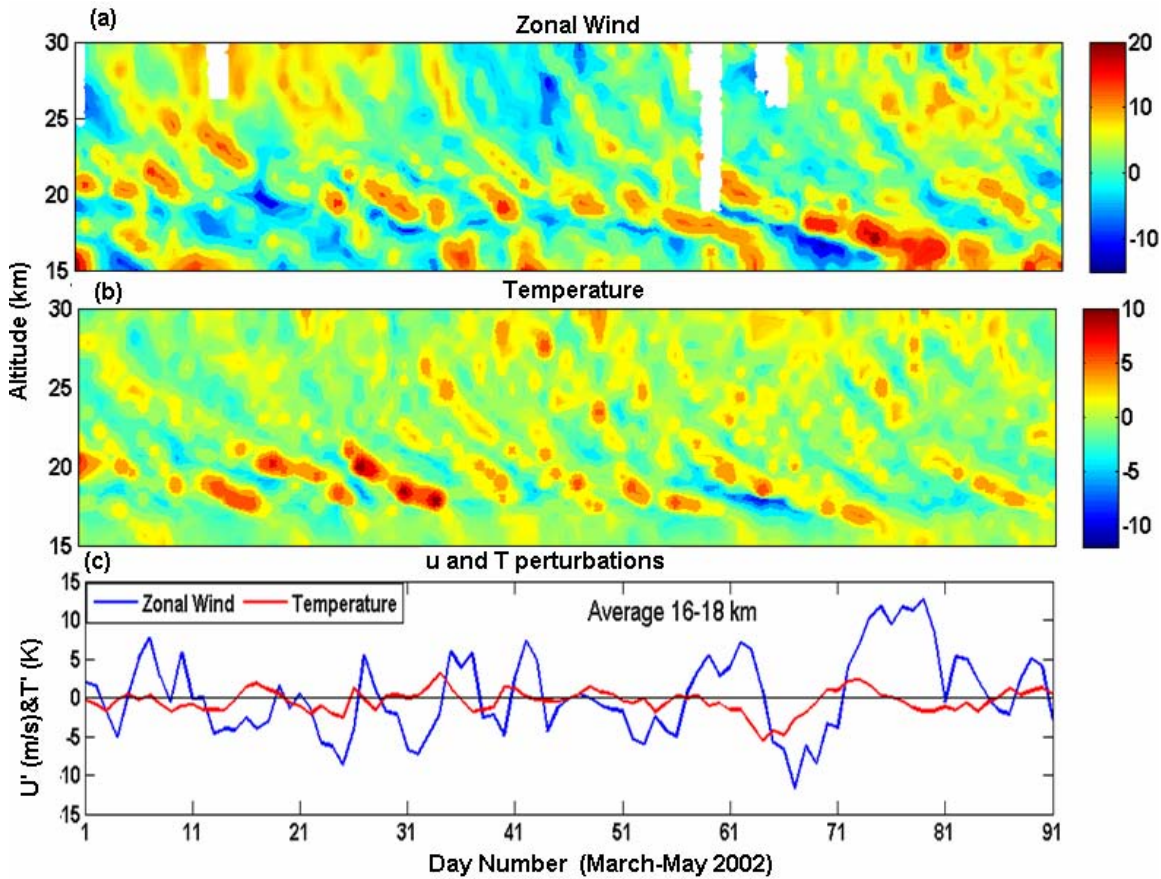 (a)
Zonal Wind
30
25
20
15
20
10
0
-10
(b)
Temperature
30
25
20
15
10
5
0
-5
-10
Altitude (km)
(c)
u and T perturbations
Zonal Wind
Temperature
Average 16-18 km
15
10
5
0
-5
-10
-15
U' (m/s)&T' (K)
1 11 21 31 41 51 61 71 81 91
Day Number (March-May 2002)